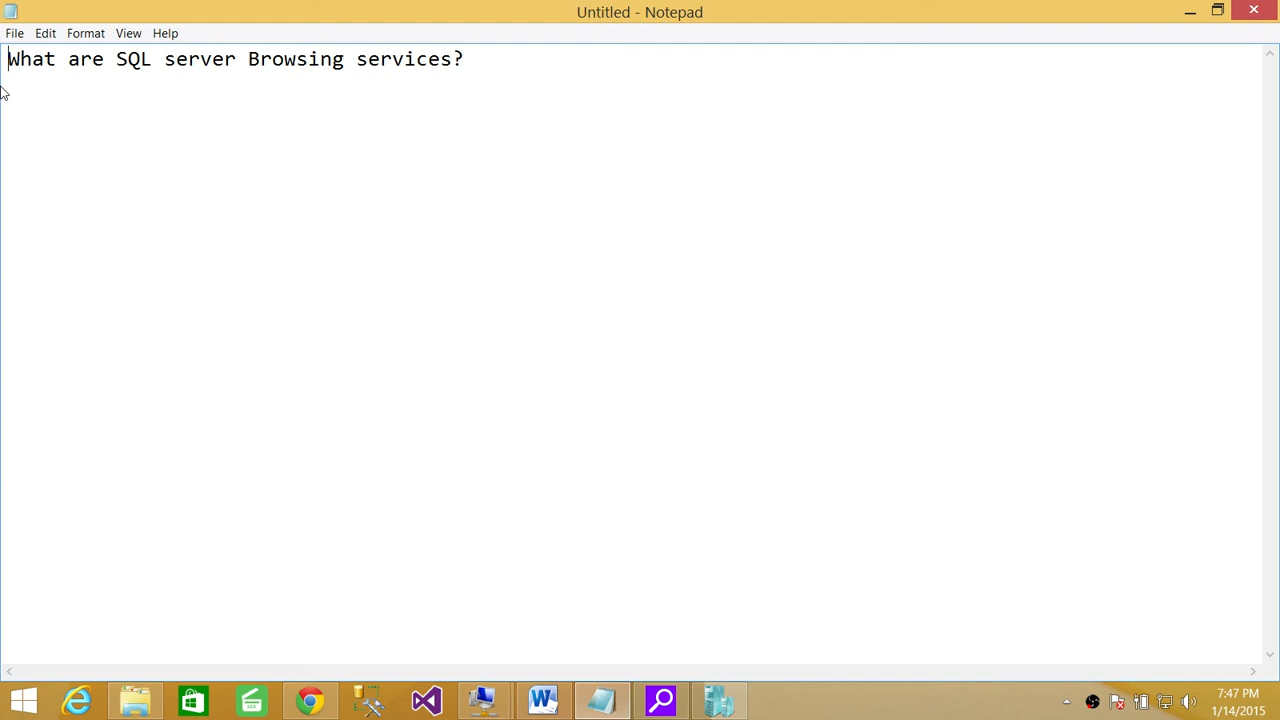 Untitled - Notepad
File Edit Format View Help
What are SQL server Browsing services?
7:47 PM
1/14/2015